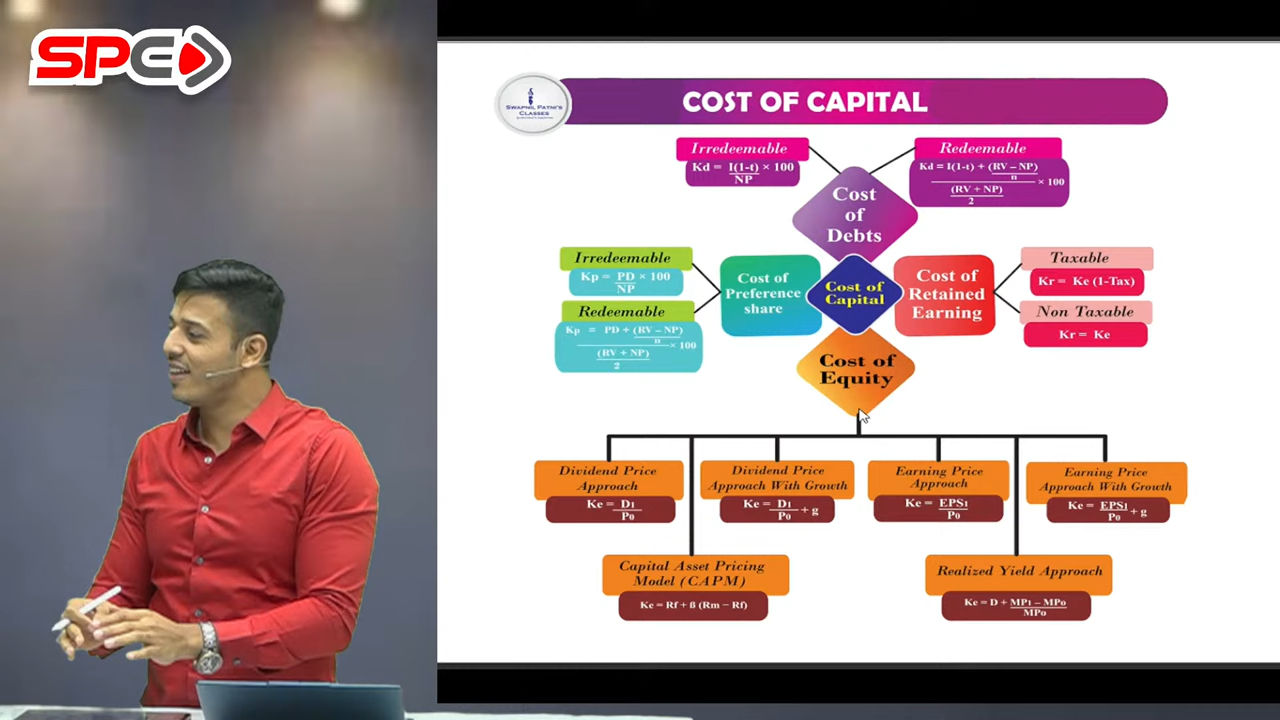 SPC
SWAPNIL PATNI'S
CLASSES
COST OF CAPITAL
Irredeemable
Kd = I(1-t) × 100
NP
Redeemable
Kd = I(1-t) + (RV – NP)
n
× 100
(RV + NP)
2
Cost
of
Debts
Irredeemable
Kp = PD × 100
NP
Redeemable
Kp = PD + (RV – NP)
n
× 100
(RV + NP)
2
Cost of
Preference
share
Cost of
Capital
Cost of
Retained
Earning
Taxable
Kr = Ke (1-Tax)
Non Taxable
Kr = Ke
Cost of
Equity
Dividend Price
Approach
Ke = D1
P0
Dividend Price
Approach With Growth
Ke = D1 + g
P0
Earning Price
Approach
Ke = EPS1
P0
Earning Price
Approach With Growth
Ke = EPS1 + g
P0
Capital Asset Pricing
Model (CAPM)
Ke = Rf + ß (Rm – Rf)
Realized Yield Approach
Ke = D + MP1 – MP0
MP0